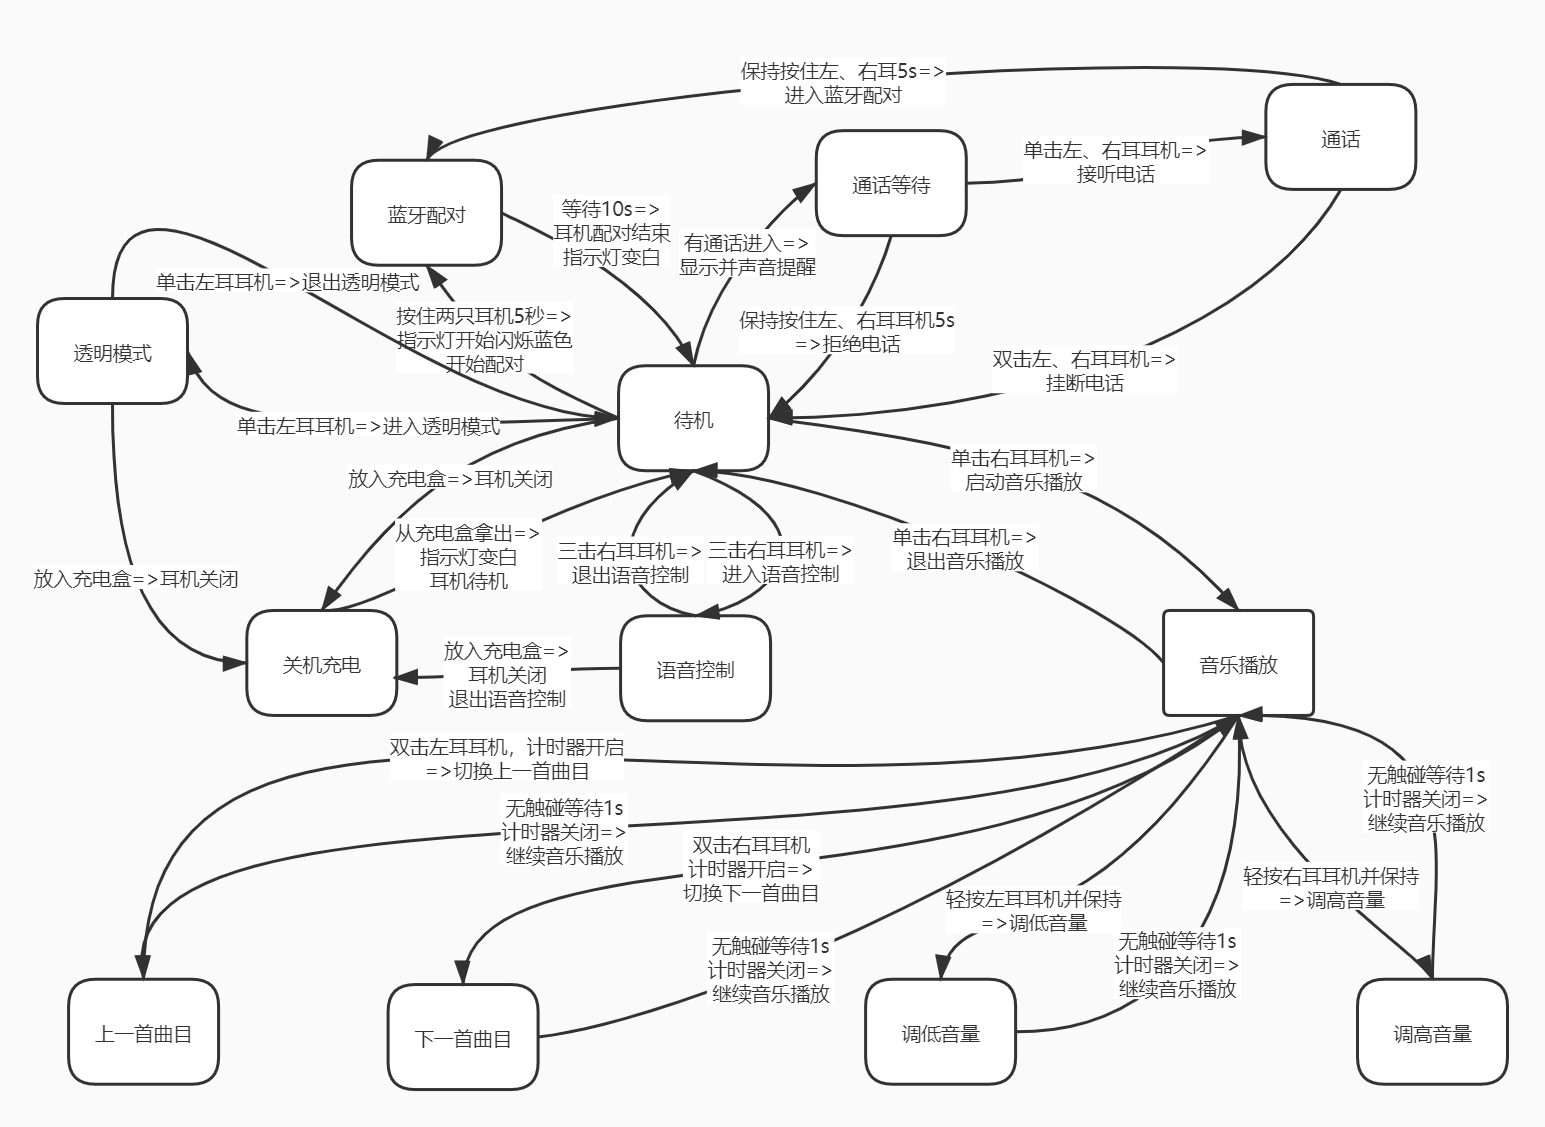 保持按住左、右耳5s=>
进入蓝牙配对
通话
单击左、右耳耳机=>
接听电话
通话等待
蓝牙配对
等待10s=>
耳机配对结束
指示灯变白
有通话进入=>
显示并声音提醒
单击左耳耳机=>退出透明模式
按住两只耳机5秒=>
指示灯开始闪烁蓝色
开始配对
保持按住左、右耳耳机5s
=>拒绝电话
透明模式
双击左、右耳耳机=>
挂断电话
待机
单击左耳耳机=>进入透明模式
单击右耳耳机=>
启动音乐播放
放入充电盒=>耳机关闭
从充电盒拿出=>
指示灯变白
耳机待机
三击右耳耳机=>
退出语音控制
三击右耳耳机=>
进入语音控制
单击右耳耳机=>
退出音乐播放
放入充电盒=>耳机关闭
关机充电
放入充电盒=>
耳机关闭
退出语音控制
语音控制
音乐播放
双击左耳耳机，计时器开启
=>切换上一首曲目
无触碰等待1s
计时器关闭=>
继续音乐播放
无触碰等待1s
计时器关闭=>
继续音乐播放
双击右耳耳机
计时器开启=>
切换下一首曲目
轻按左耳耳机并保持
=>调低音量
轻按右耳耳机并保持
=>调高音量
无触碰等待1s
计时器关闭=>
继续音乐播放
无触碰等待1s
计时器关闭=>
继续音乐播放
上一首曲目
下一首曲目
调低音量
调高音量